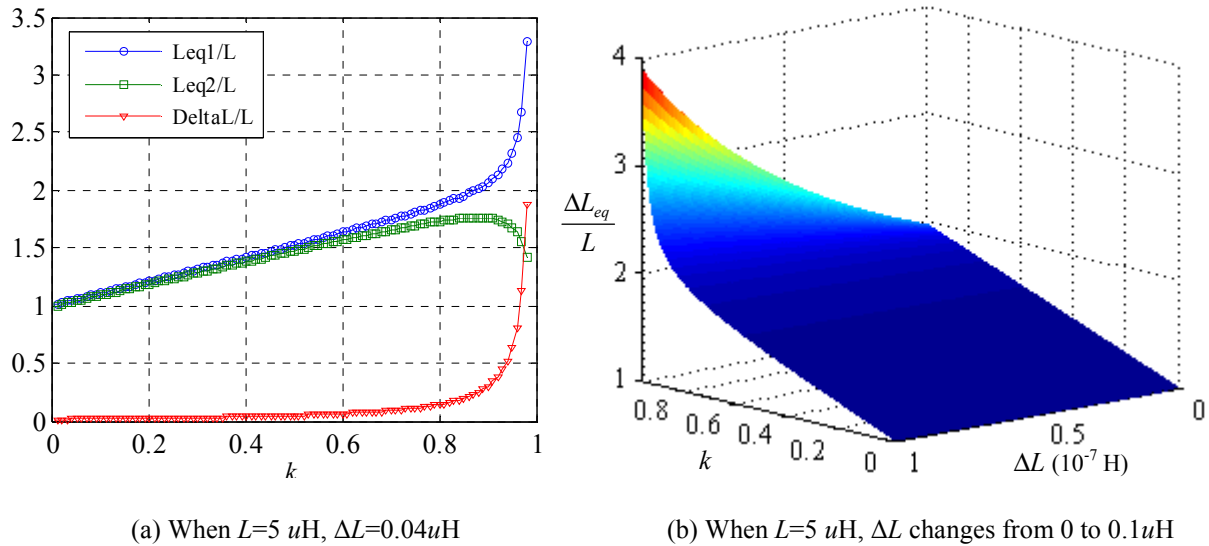 3.5
3
2.5
2
1.5
1
0.5
0
Leq1/L
Leq2/L
DeltaL/L
0 0.2 0.4 0.6 0.8 1
k
(a) When L=5 uH, ΔL=0.04uH
4
3
2
1
ΔLeq
L
0.8 0.6 0.4 0.2 0
k
1 0.5 0
ΔL (10-7 H)
(b) When L=5 uH, ΔL changes from 0 to 0.1uH